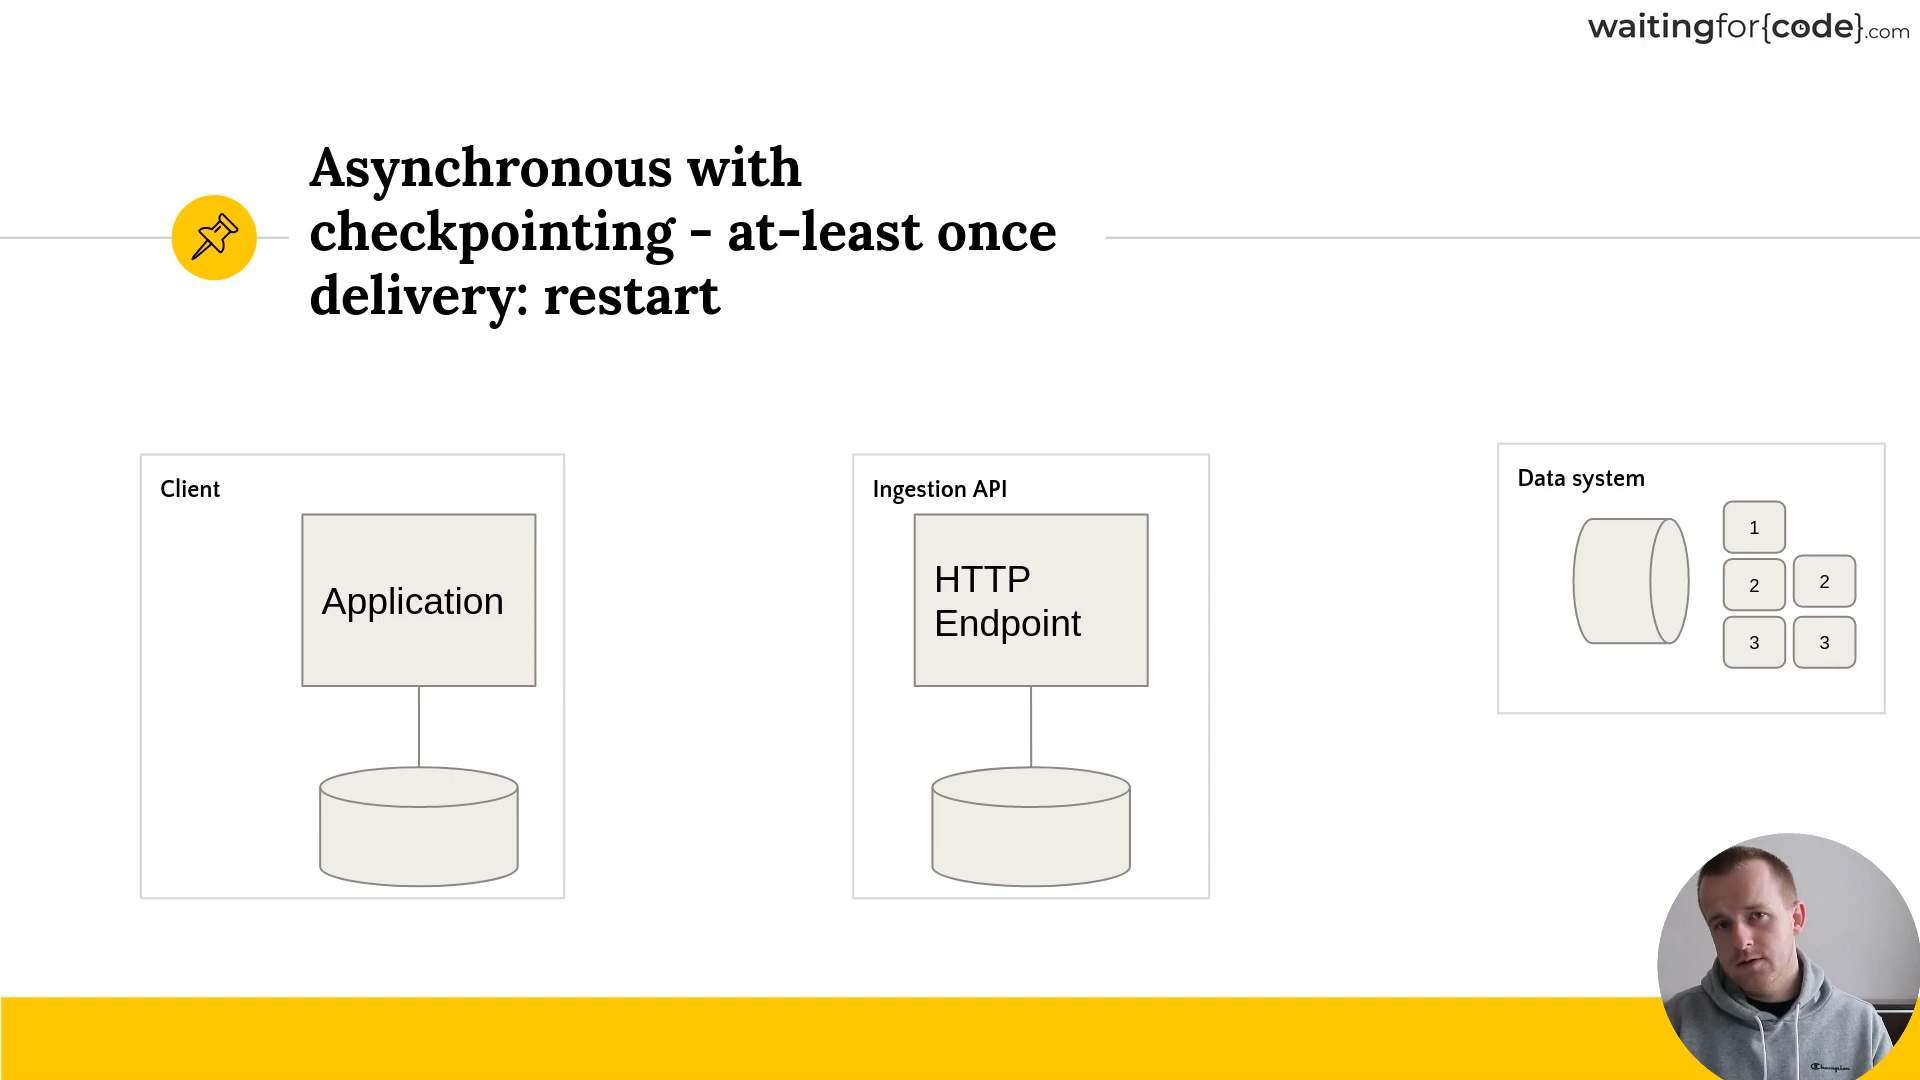 waitingfor{code}.com
Asynchronous with
checkpointing - at-least once
delivery: restart
Client
Application
Ingestion API
HTTP
Endpoint
Data system
1
2
2
3
3
Champion